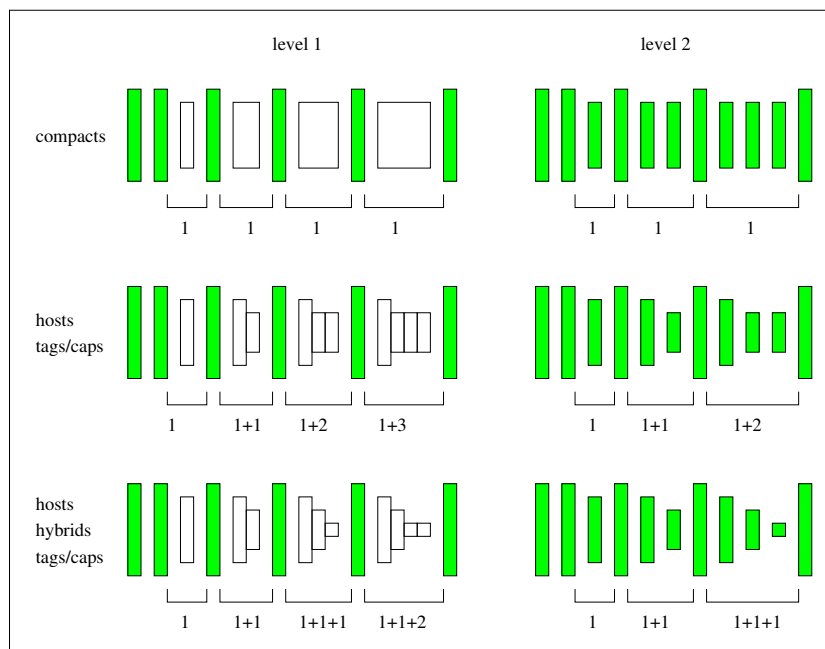 level 1 level 2
compacts
1 1 1 1 1 1 1
hosts
tags/caps
1 1+1 1+2 1+3 1 1+1 1+2
hosts
hybrids
tags/caps
1 1+1 1+1+1 1+1+2 1 1+1 1+1+1